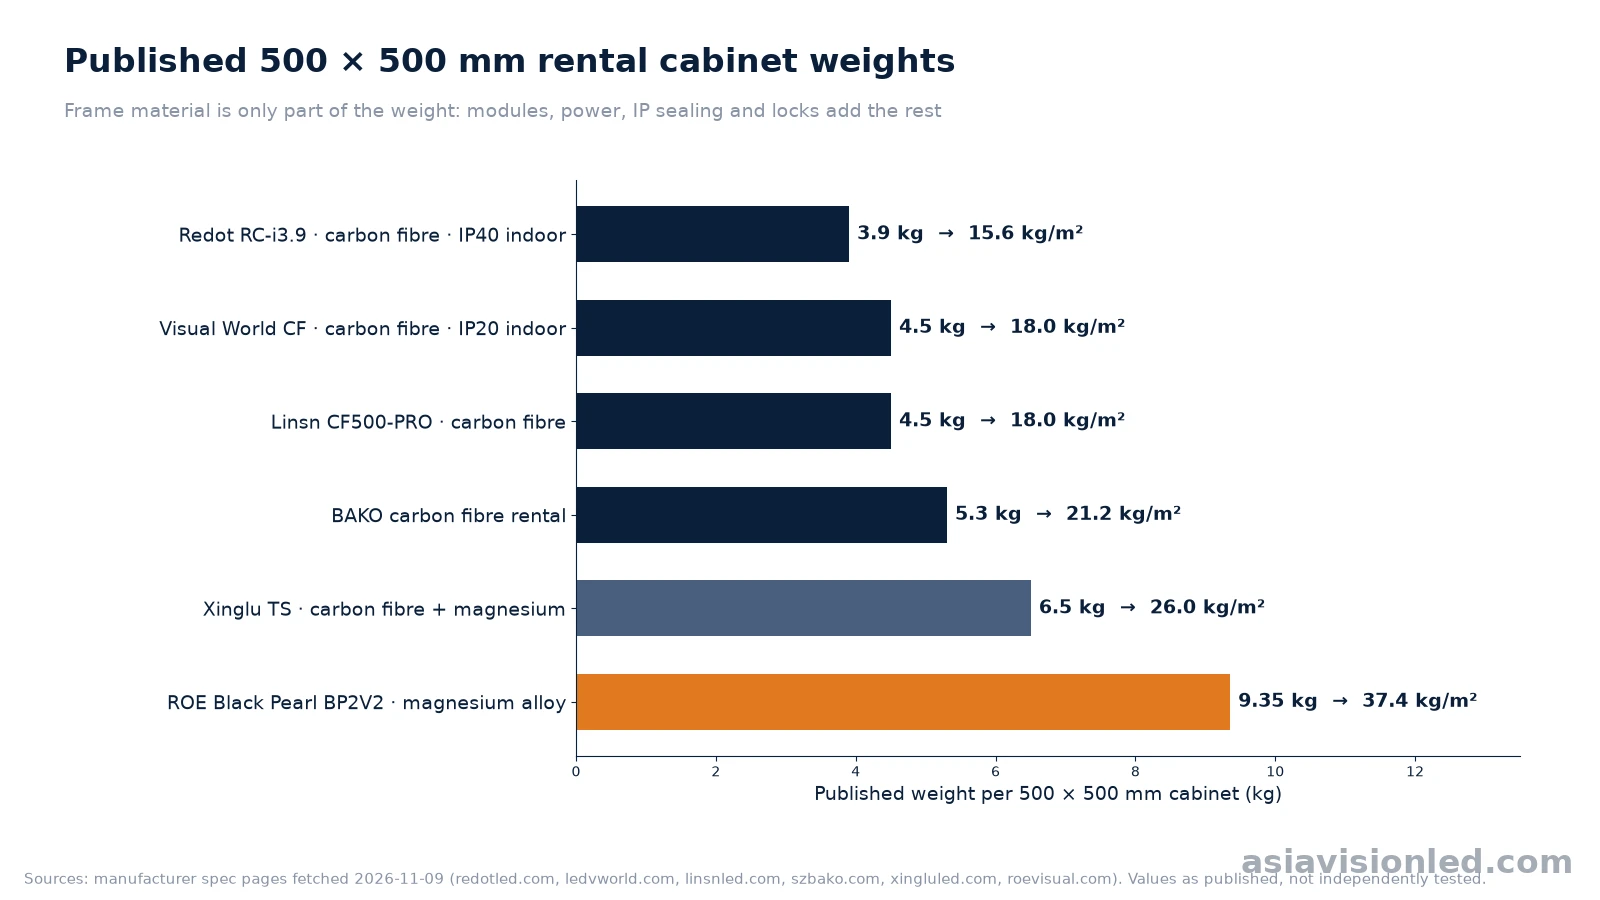 Published 500 × 500 mm rental cabinet weights
Frame material is only part of the weight: modules, power, IP sealing and locks add the rest
Redot RC-i3.9 · carbon fibre · IP40 indoor
3.9 kg → 15.6 kg/m²
Visual World CF · carbon fibre · IP20 indoor
4.5 kg → 18.0 kg/m²
Linsn CF500-PRO · carbon fibre
4.5 kg → 18.0 kg/m²
BAKO carbon fibre rental
5.3 kg → 21.2 kg/m²
Xinglu TS · carbon fibre + magnesium
6.5 kg → 26.0 kg/m²
ROE Black Pearl BP2V2 · magnesium alloy
9.35 kg → 37.4 kg/m²
0 2 4 6 8 10 12
Published weight per 500 × 500 mm cabinet (kg)
asiavisionled.com
Sources: manufacturer spec pages fetched 2026-11-09 (redotled.com, ledvworld.com, linsnled.com, szbako.com, xingluled.com, roevisual.com). Values as published, not independently tested.